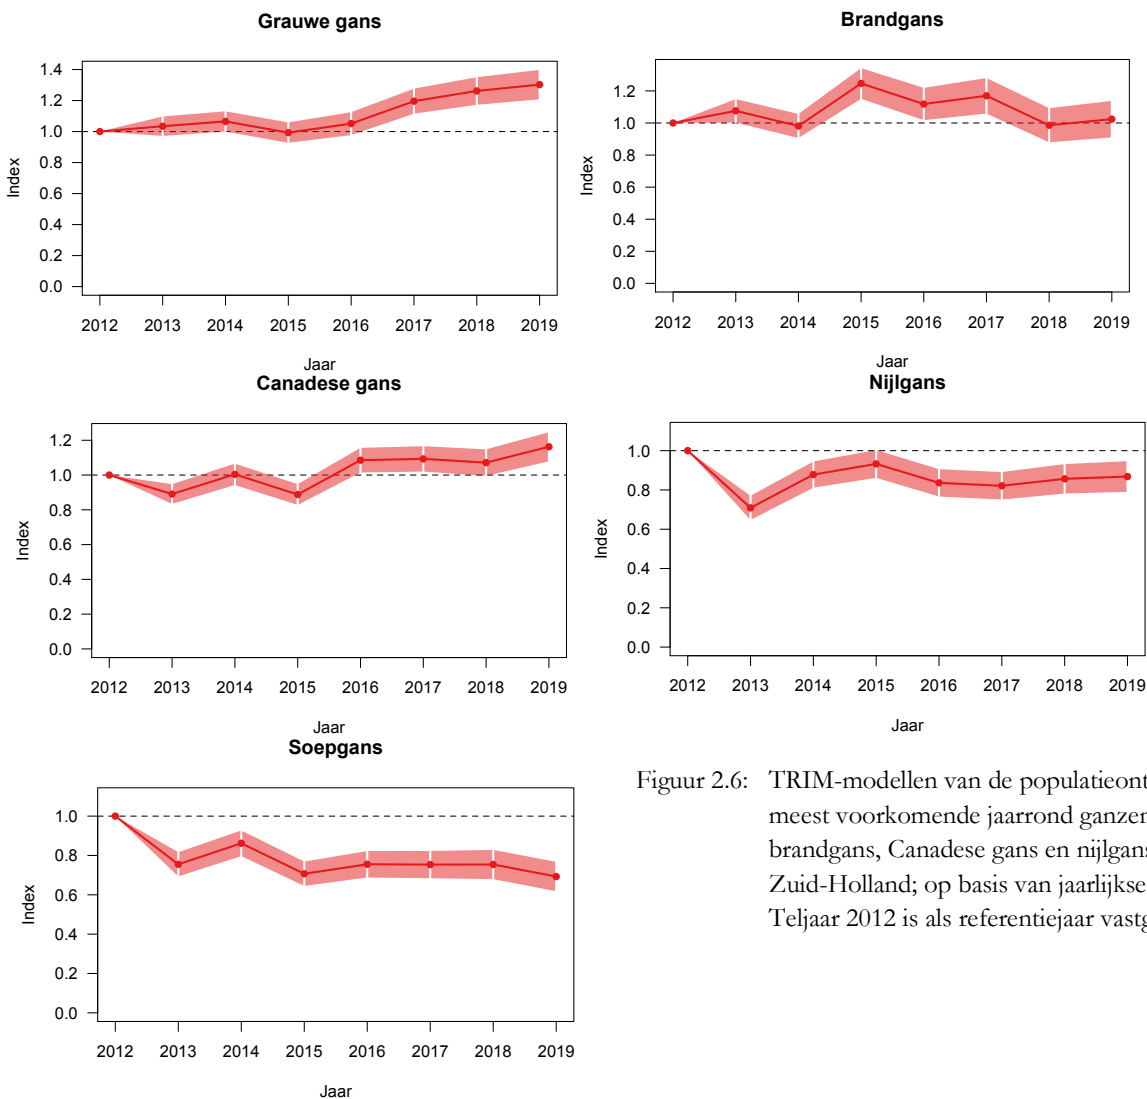 Grauwe gans
1.4
1.2
1.0
0.8
0.6
0.4
0.2
0.0
Index
2012 2013 2014 2015 2016 2017 2018 2019
Jaar
Brandgans
1.2
1.0
0.8
0.6
0.4
0.2
0.0
Index
2012 2013 2014 2015 2016 2017 2018 2019
Jaar
Canadese gans
1.2
1.0
0.8
0.6
0.4
0.2
0.0
Index
2012 2013 2014 2015 2016 2017 2018 2019
Jaar
Nijlgans
1.0
0.8
0.6
0.4
0.2
0.0
Index
2012 2013 2014 2015 2016 2017 2018 2019
Jaar
Soepgans
1.0
0.8
0.6
0.4
0.2
0.0
Index
2012 2013 2014 2015 2016 2017 2018 2019
Jaar
Figuur 2.6: TRIM-modellen van de populatieont
meest voorkomende jaarrond ganzen
brandgans, Canadese gans en nijlgans
Zuid-Holland; op basis van jaarlijkse
Teljaar 2012 is als referentiejaar vastg